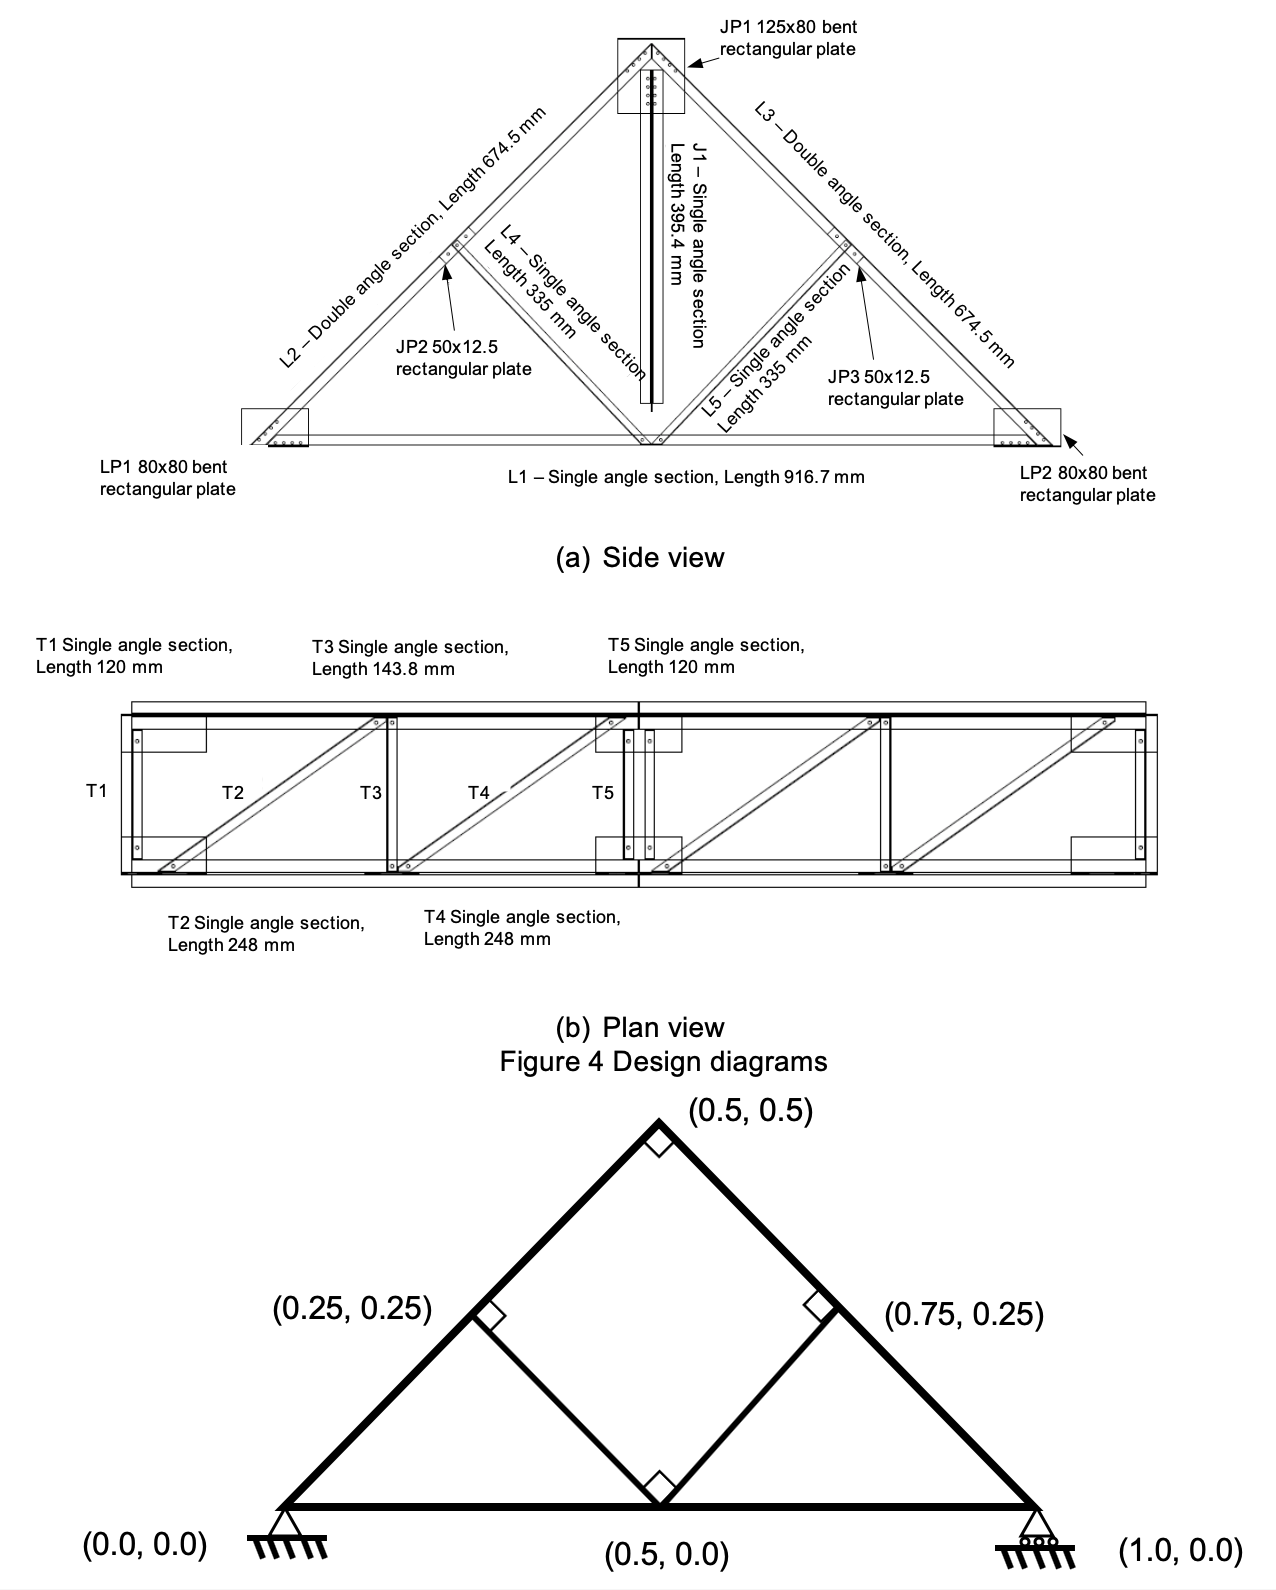 JP1 125x80 bent
rectangular plate
L2 – Double angle section, Length 674.5 mm
L3 – Double angle section, Length 674.5 mm
J1 – Single angle section
Length 395.4 mm
L4 – Single angle section
Length 335 mm
L5 – Single angle section
Length 335 mm
JP2 50x12.5
rectangular plate
JP3 50x12.5
rectangular plate
LP1 80x80 bent
rectangular plate
L1 – Single angle section, Length 916.7 mm
LP2 80x80 bent
rectangular plate
(a) Side view
T1 Single angle section,
Length 120 mm
T3 Single angle section,
Length 143.8 mm
T5 Single angle section,
Length 120 mm
T1
T2
T3
T4
T5
T2 Single angle section,
Length 248 mm
T4 Single angle section,
Length 248 mm
(b) Plan view
Figure 4 Design diagrams
(0.5, 0.5)
(0.25, 0.25)
(0.75, 0.25)
(0.0, 0.0)
(0.5, 0.0)
(1.0, 0.0)